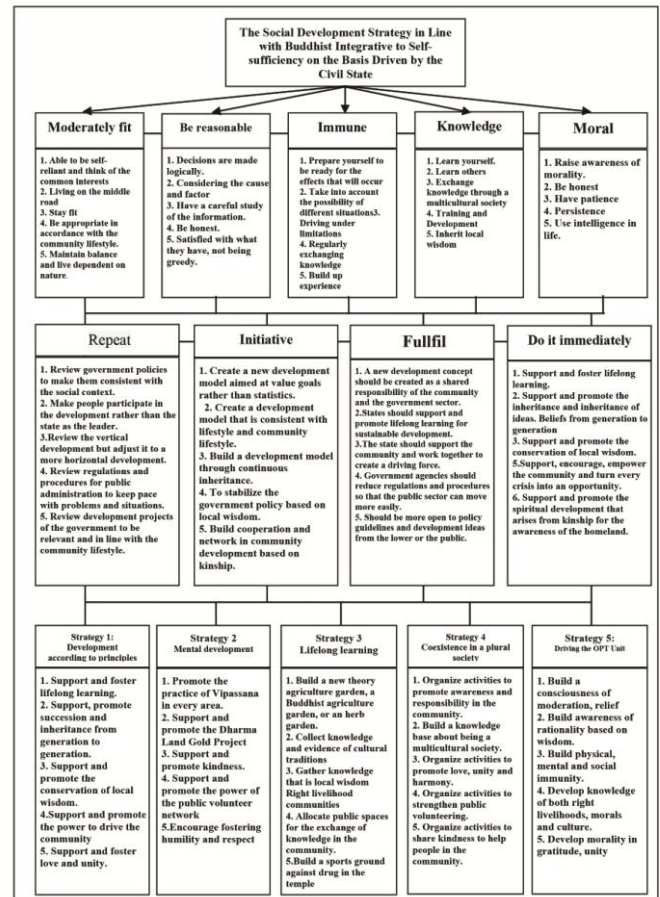 The Social Development Strategy in Line
with Buddhist Integrative to Self-
sufficiency on the Basis Driven by the
Civil State
Moderately fit
1. Able to be self-
reliant and think of the
common interests
2. Living on the middle
road
3. Stay fit
4. Be appropriate in
accordance with the
community lifestyle.
5. Maintain balance
and live dependent on
nature.
Be reasonable
1. Decisions are made
logically.
2. Considering the cause
and factor
3. Have a careful study
of the information.
4. Be honest.
5. Satisfied with what
they have, not being
greedy.
Immune
1. Prepare yourself to
be ready for the
effects that will occur
2. Take into account
the possibility of
different situations3.
Driving under
limitations
4. Regularly
exchanging
knowledge
5. Build up
experience
Knowledge
1. Learn yourself.
2. Learn others
3. Exchange
knowledge through a
multicultural society
4. Training and
Development
5. Inherit local
wisdom
Moral
1. Raise awareness of
morality.
2. Be honest
3. Have patience
4. Persistence
5. Use intelligence in
life.
Repeat
1. Review government policies
to make them consistent with
the social context.
2. Make people participate in
the development rather than the
state as the leader.
3.Review the vertical
development but adjust it to a
more horizontal development.
4. Review regulations and
procedures for public
administration to keep pace
with problems and situations.
5. Review development projects
of the government to be
relevant and in line with the
community lifestyle.
Initiative
1. Create a new development
model aimed at value goals
rather than statistics.
2. Create a development
model that is consistent with
lifestyle and community
lifestyle.
3. Build a development model
through continuous
inheritance.
4. To stabilize the
government policy based on
local wisdom.
5. Build cooperation and
network in community
development based on
kinship.
Fullfil
1. A new development concept
should be created as a shared
responsibility of the community
and the government sector.
2.States should support and
promote lifelong learning for
sustainable development.
3.The state should support the
community and work together to
create a driving force.
4. Government agencies should
reduce regulations and procedures
so that the public sector can move
more easily.
5. Should be more open to policy
guidelines and development ideas
from the lower or the public.
Do it immediately
1. Support and foster lifelong
learning.
2. Support and promote the
inheritance and inheritance of
ideas. Beliefs from generation to
generation
3. Support and promote the
conservation of local wisdom.
5.Support, encourage, empower
the community and turn every
crisis into an opportunity.
6. Support and promote the
spiritual development that
arises from kinship for the
awareness of the homeland.
Strategy 1:
Development
according to principles
1. Support and foster
lifelong learning.
2. Support, promote
succession and
inheritance from
generation to
generation.
3. Support and
promote the
conservation of local
wisdom.
4.Support and promote
the power to drive the
community
5. Support and foster
love and unity.
Strategy 2
Mental development
1. Promote the
practice of Vipassana
in every area.
2. Support and
promote the Dharma
Land Gold Project
3. Support and
promote kindness.
4. Support and
promote the power of
the public volunteer
network
5.Encourage fostering
humility and respect
Strategy 3
Lifelong learning
1. Build a new theory
agriculture garden, a
Buddhist agriculture
garden, or an herb
garden.
2. Collect knowledge
and evidence of cultural
traditions
3. Gather knowledge
that is local wisdom
Right livelihood
communities
4. Allocate public spaces
for the exchange of
knowledge in the
community.
5.Build a sports ground
against drug in the
temple
Strategy 4
Coexistence in a plural
society
1. Organize activities to
promote awareness and
responsibility in the
community.
2. Build a knowledge
base about being a
multicultural society.
3. Organize activities to
promote love, unity and
harmony.
4. Organize activities to
strengthen public
volunteering.
5. Organize activities to
share kindness to help
people in the
community.
Strategy 5:
Driving the OPT Unit
1. Build a
consciousness of
moderation, relief
2. Build awareness of
rationality based on
wisdom.
3. Build physical,
mental and social
immunity.
4. Develop knowledge
of both right
livelihoods, morals
and culture.
5. Develop morality in
gratitude, unity